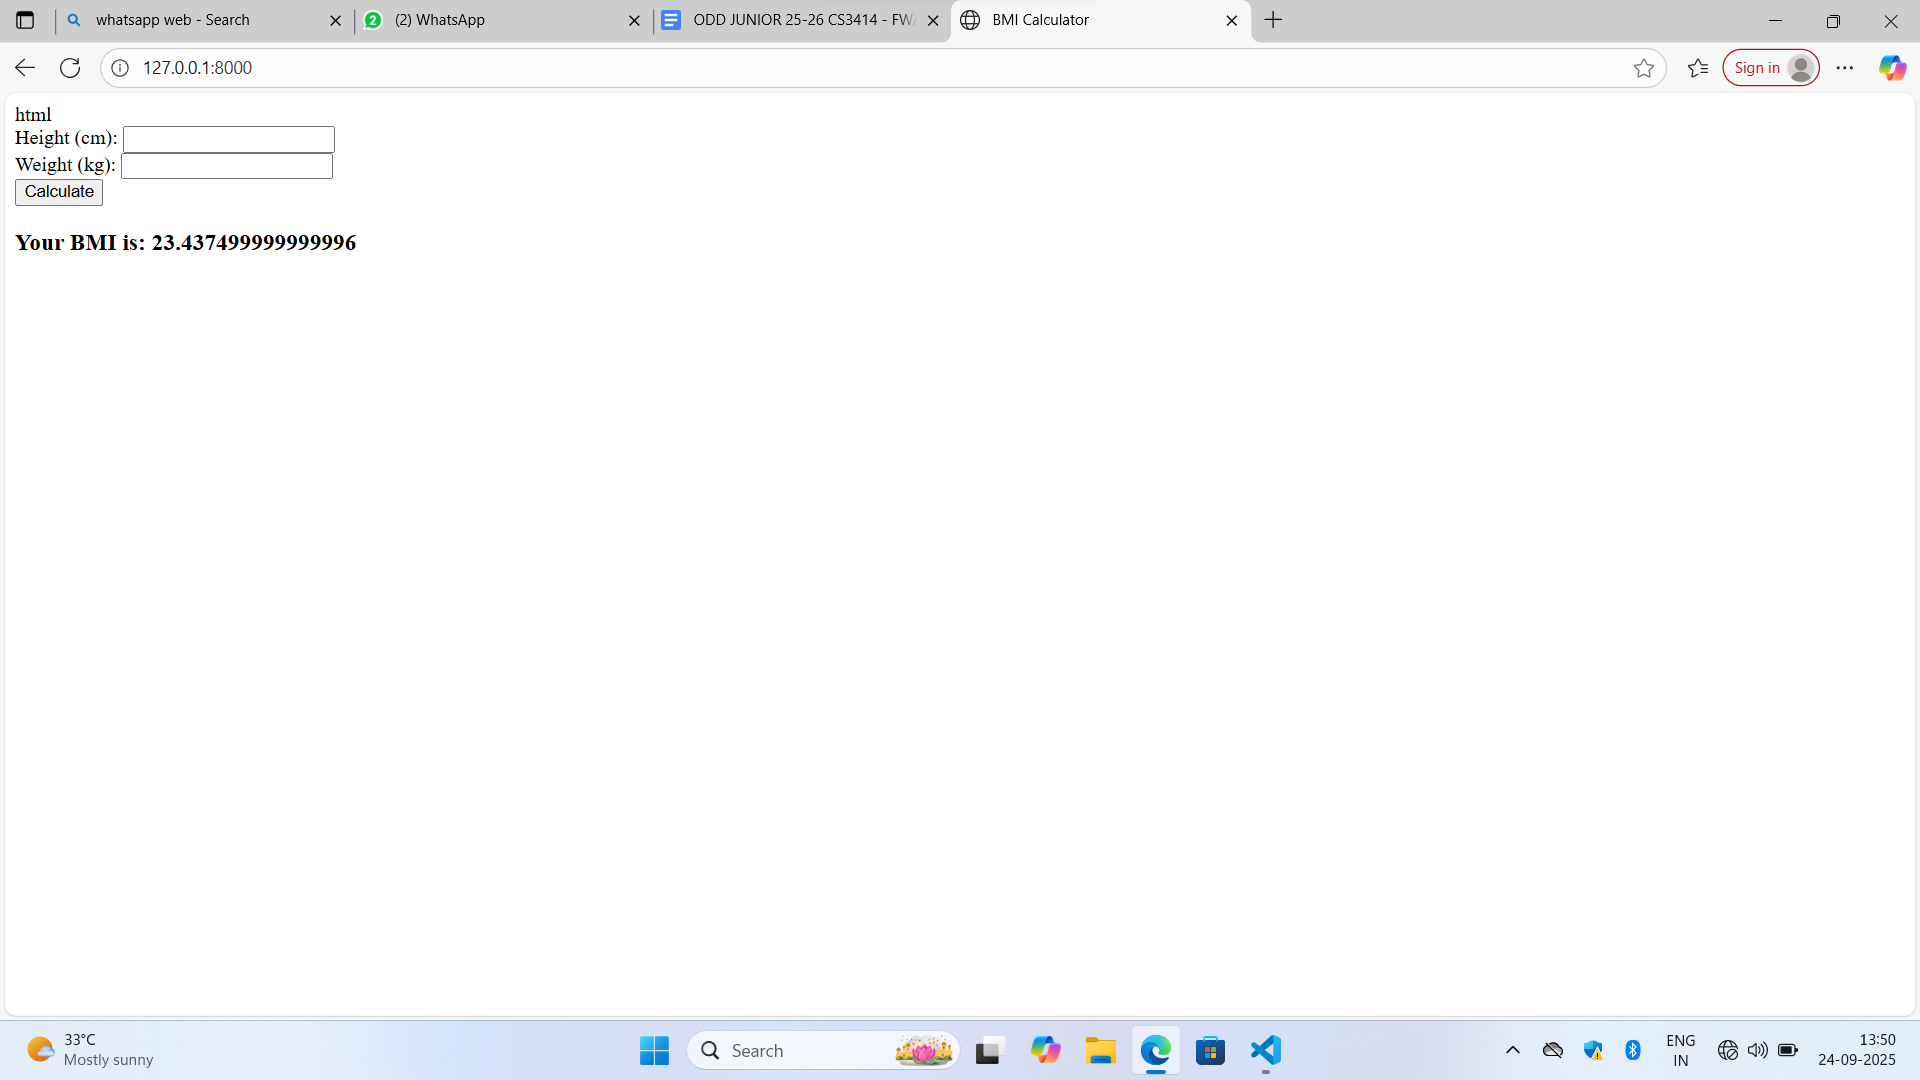 whatsapp web - Search
2
(2) WhatsApp
ODD JUNIOR 25-26 CS3414 - FW
BMI Calculator
127.0.0.1:8000
Sign in
html
Height (cm):
Weight (kg):
Calculate
Your BMI is: 23.437499999999996
33°C
Mostly sunny
Search
ENG
IN
13:50
24-09-2025